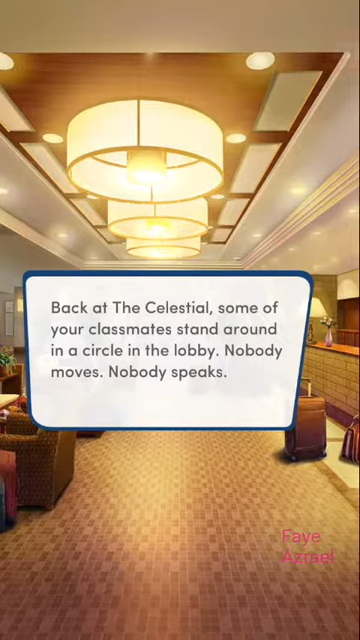 Back at The Celestial, some of
your classmates stand around
in a circle in the lobby. Nobody
moves. Nobody speaks.
Faye
Azrael